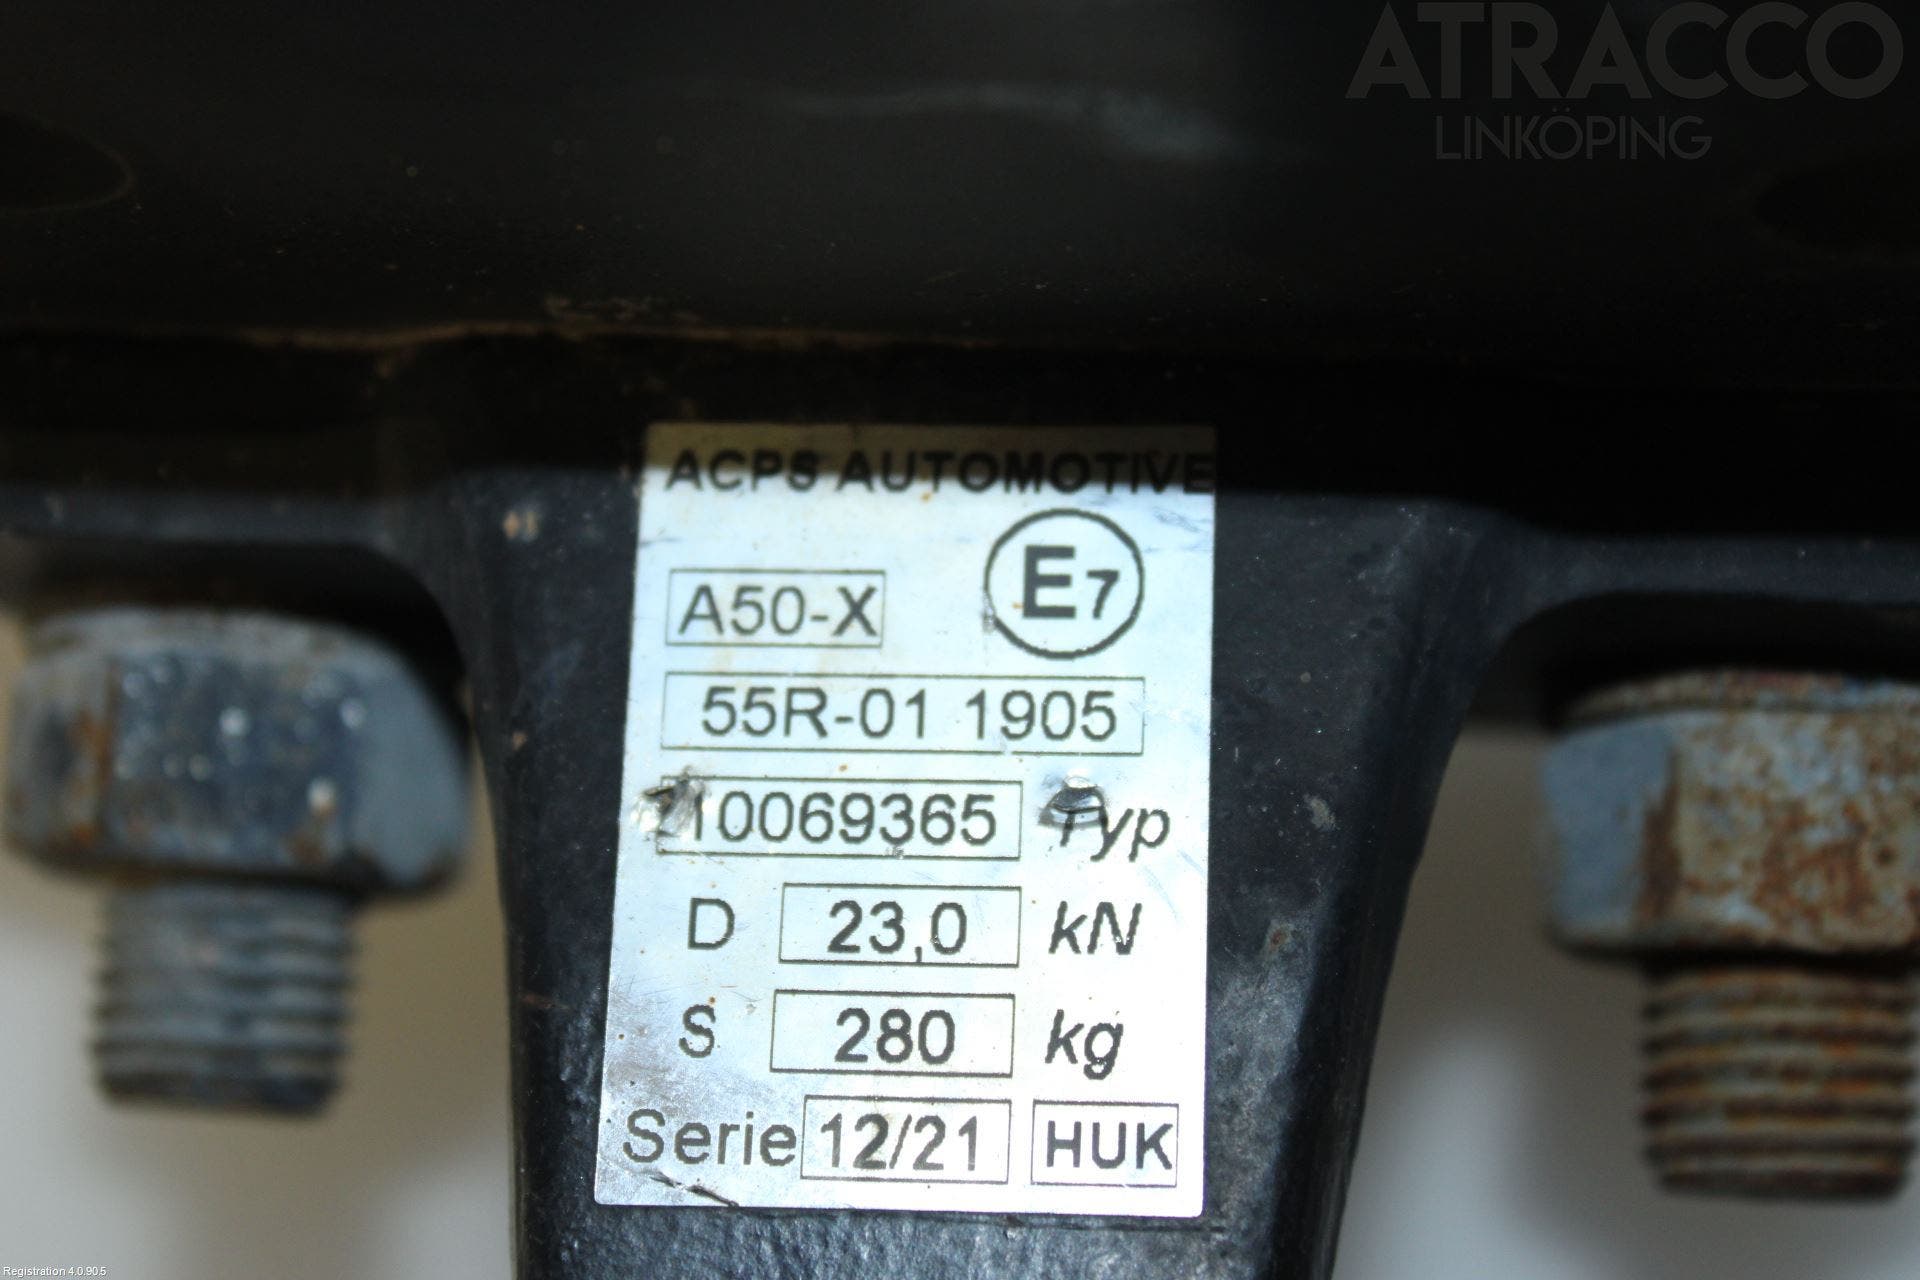 ATRACCO
LINKÖPING
ACPS AUTOMOTIVE
A50-X E7
55R-01 1905
10069365 Typ
D 23,0 kN
S 280 kg
Serie 12/21 HUK
Registration 4.0.90.5